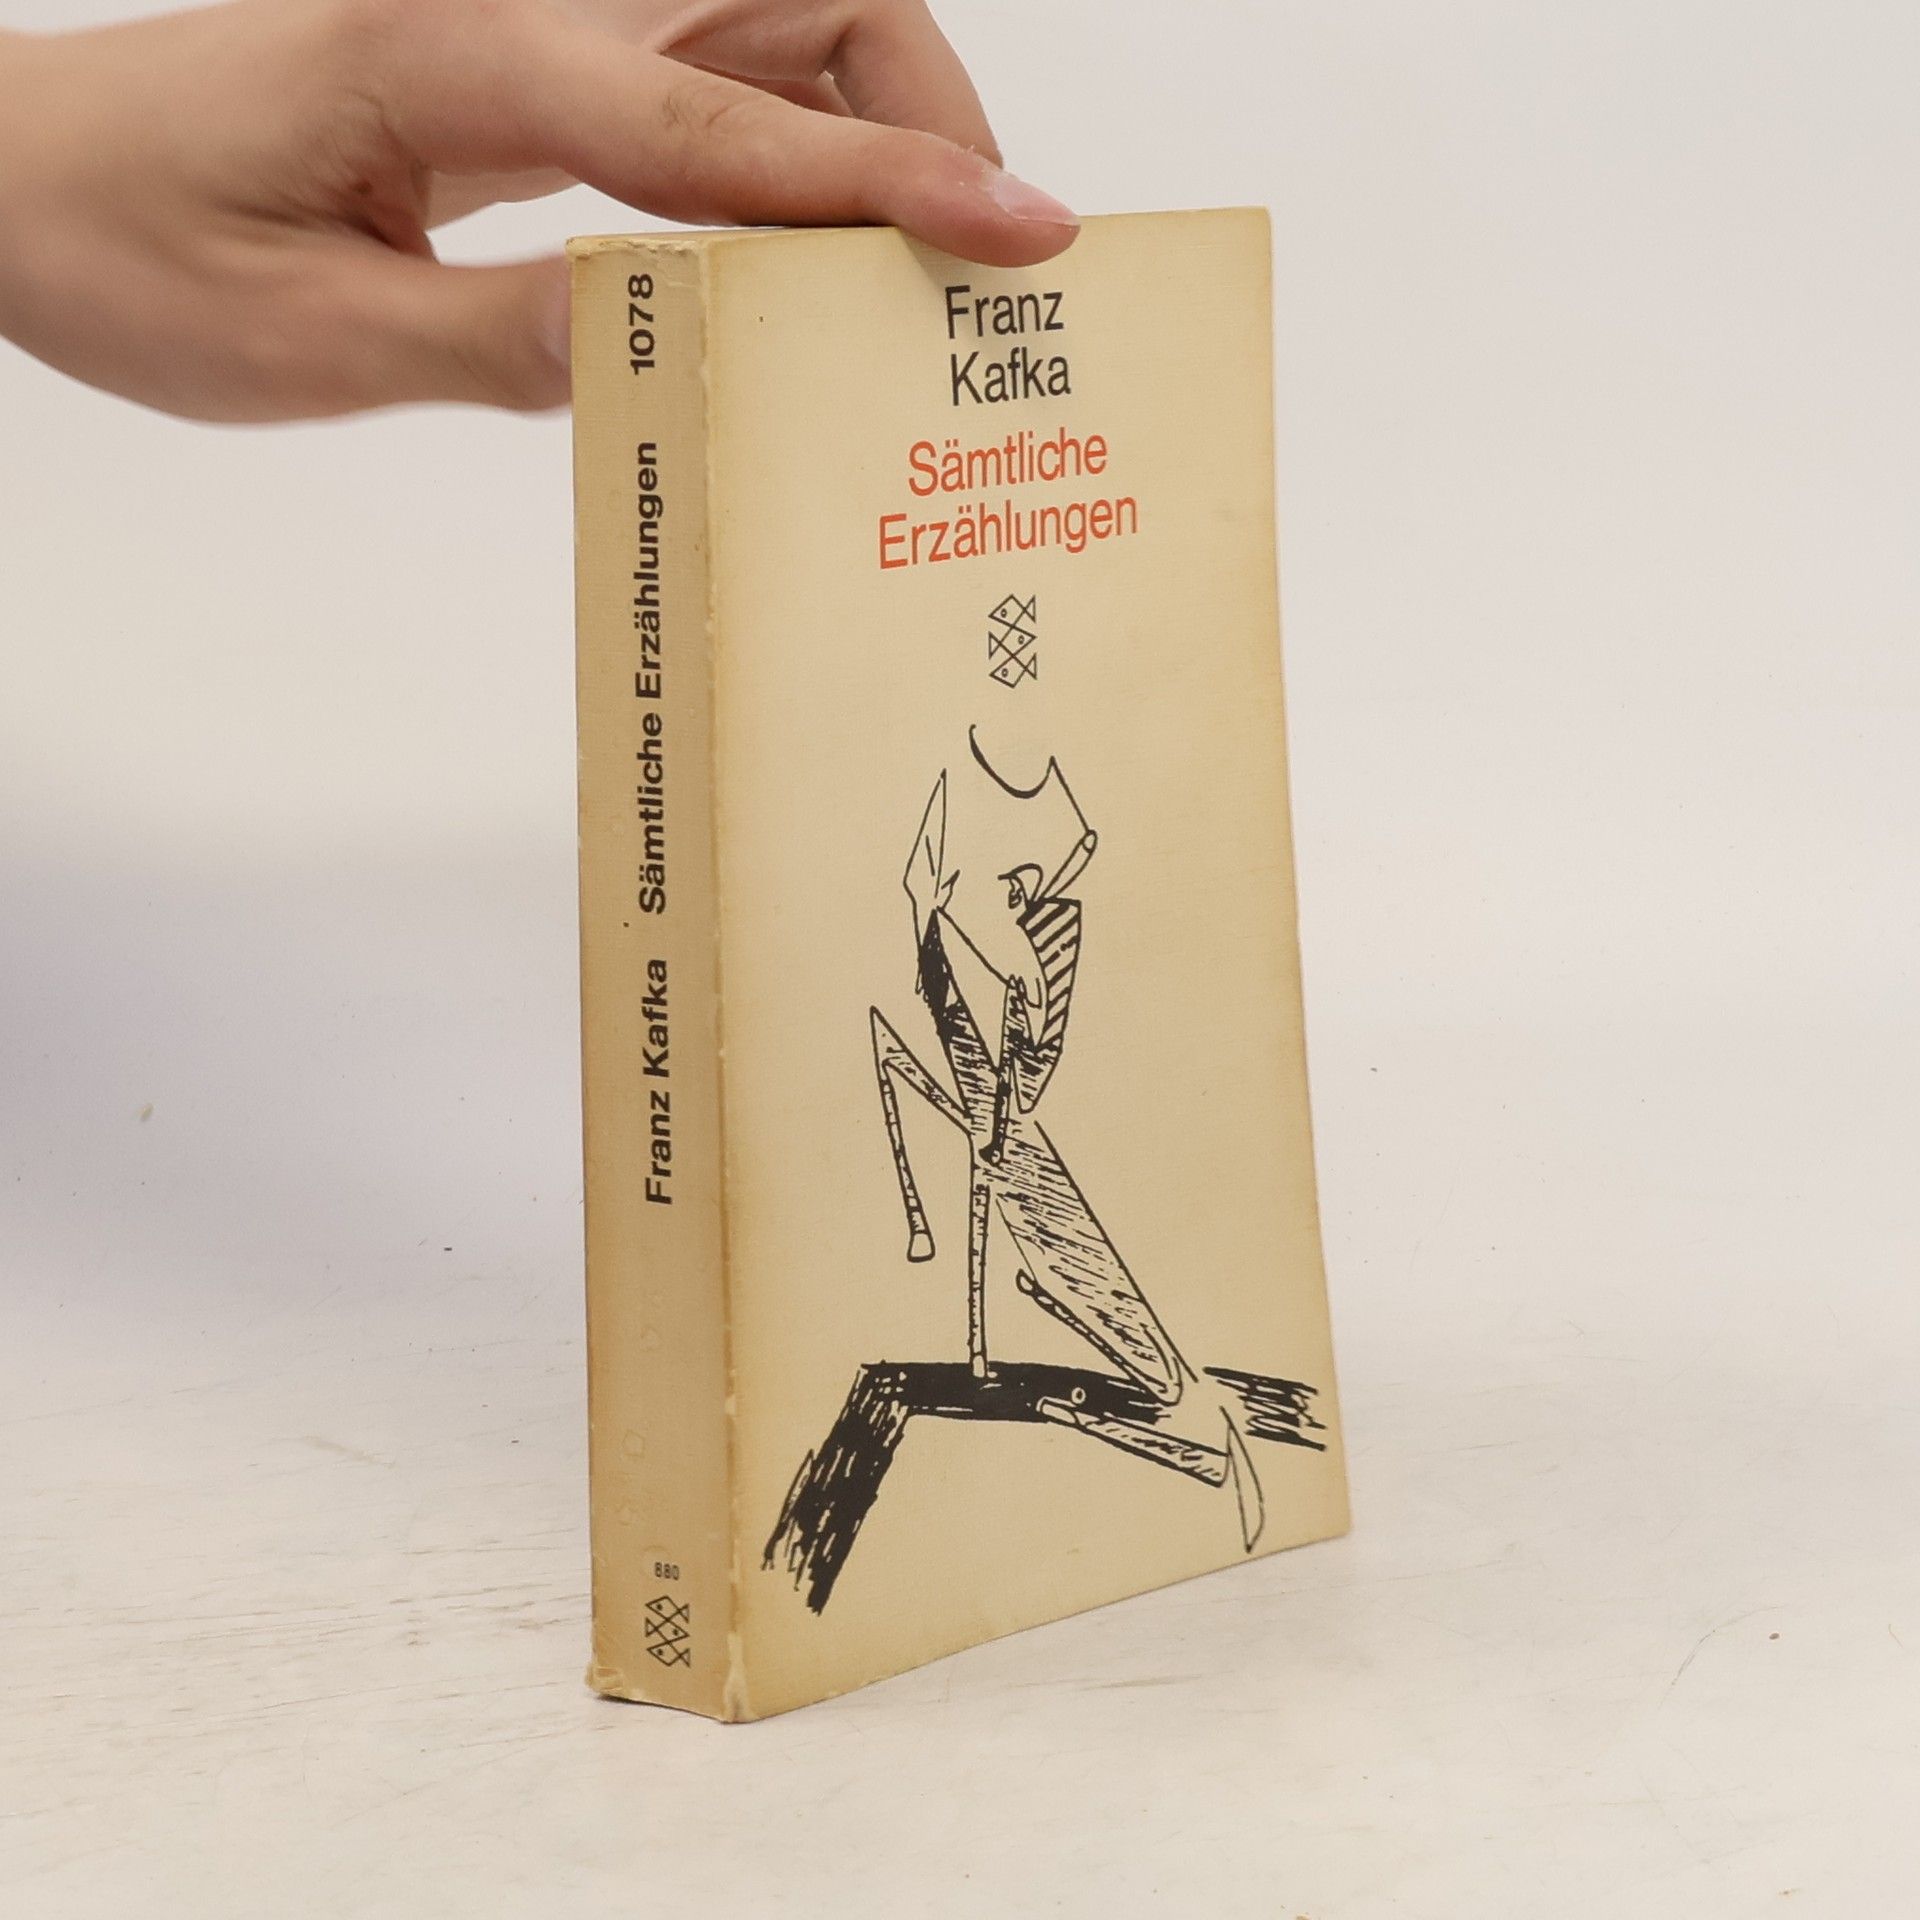 Franz
Kafka
Sämtliche
Erzählungen
Franz Kafka Sämtliche Erzählungen 1078
880